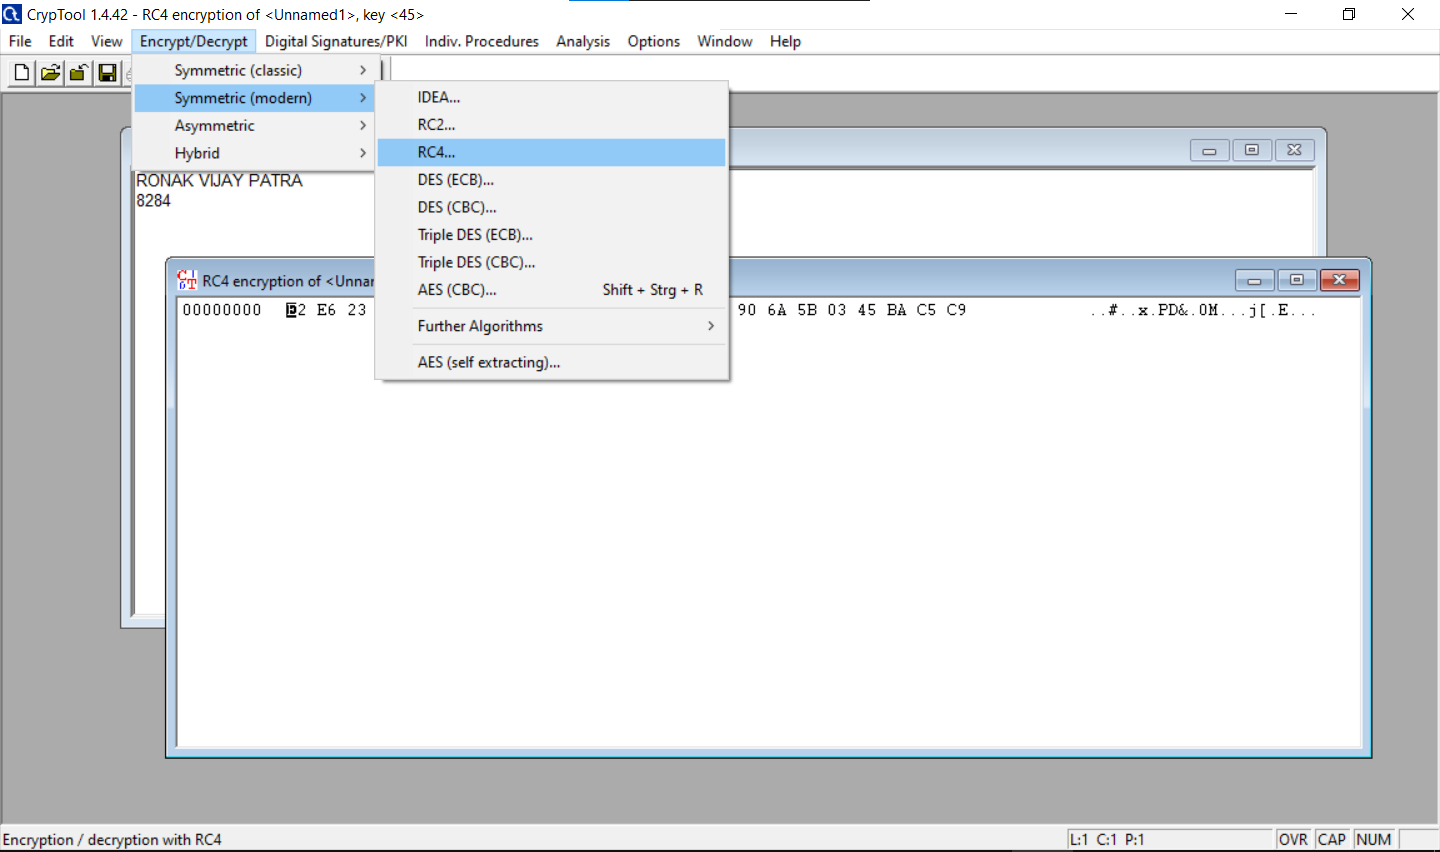 CrypTool 1.4.42 - RC4 encryption of <Unnamed1>, key <45>
File Edit View Encrypt/Decrypt Digital Signatures/PKI Indiv. Procedures Analysis Options Window Help
Symmetric (classic)
Symmetric (modern)
Asymmetric
Hybrid
IDEA...
RC2...
RC4...
DES (ECB)...
DES (CBC)...
Triple DES (ECB)...
Triple DES (CBC)...
AES (CBC)... Shift + Strg + R
Further Algorithms
AES (self extracting)...
RONAK VIJAY PATRA
8284
RC4 encryption of <Unnar
00000000 2 E6 23 90 6A 5B 03 45 BA C5 C9 ..#..x.PD&.0M...j[.E...
Encryption / decryption with RC4 L:1 C:1 P:1 OVR CAP NUM